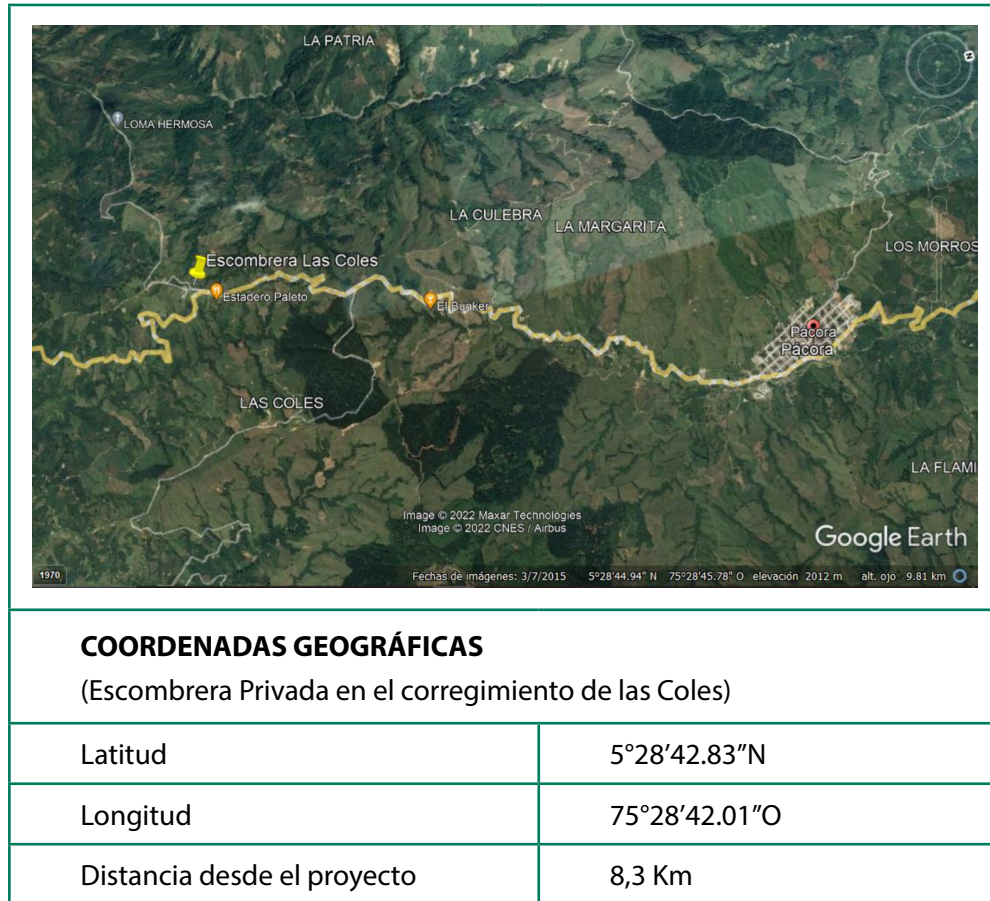 LA PATRIA
LOMA HERMOSA
LA CULEBRA
LA MARGARITA
LOS MORROS
Escombrera Las Coles
Estadero Paleto
El Bunker
Pácora
Pácora
LAS COLES
LA FLAMI
Image © 2022 Maxar Technologies
Image © 2022 CNES / Airbus
Google Earth
1970
Fechas de imágenes: 3/7/2015 5°28'44.94" N 75°28'45.78" O elevación 2012 m alt. ojo 9.81 km
COORDENADAS GEOGRÁFICAS
(Escombrera Privada en el corregimiento de las Coles)
Latitud 5°28’42.83”N
Longitud 75°28’42.01”O
Distancia desde el proyecto 8,3 Km